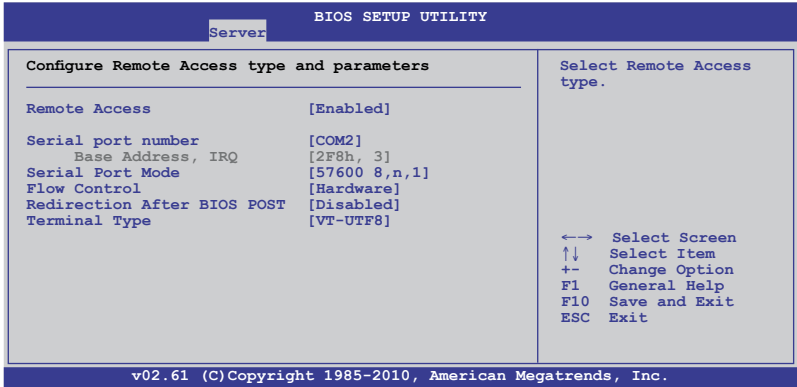 BIOS SETUP UTILITY
Server
Configure Remote Access type and parameters
Remote Access [Enabled]
Serial port number [COM2]
Base Address, IRQ [2F8h, 3]
Serial Port Mode [57600 8,n,1]
Flow Control [Hardware]
Redirection After BIOS POST [Disabled]
Terminal Type [VT-UTF8]
Select Remote Access
type.
←→ Select Screen
↑↓ Select Item
+- Change Option
F1 General Help
F10 Save and Exit
ESC Exit
v02.61 (C)Copyright 1985-2010, American Megatrends, Inc.